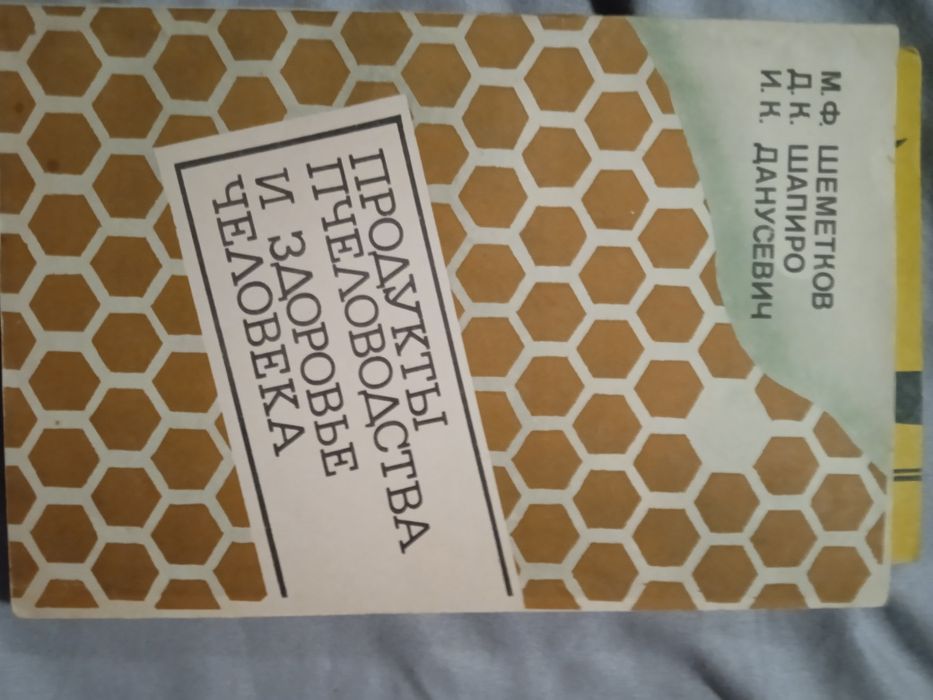 М. Ф. ШЕМЕТКОВ
Д. К. ШАПИРО
И. К. ДАНУСЕВИЧ
ПРОДУКТЫ
ПЧЕЛОВОДСТВА
И ЗДОРОВЬЕ
ЧЕЛОВЕКА